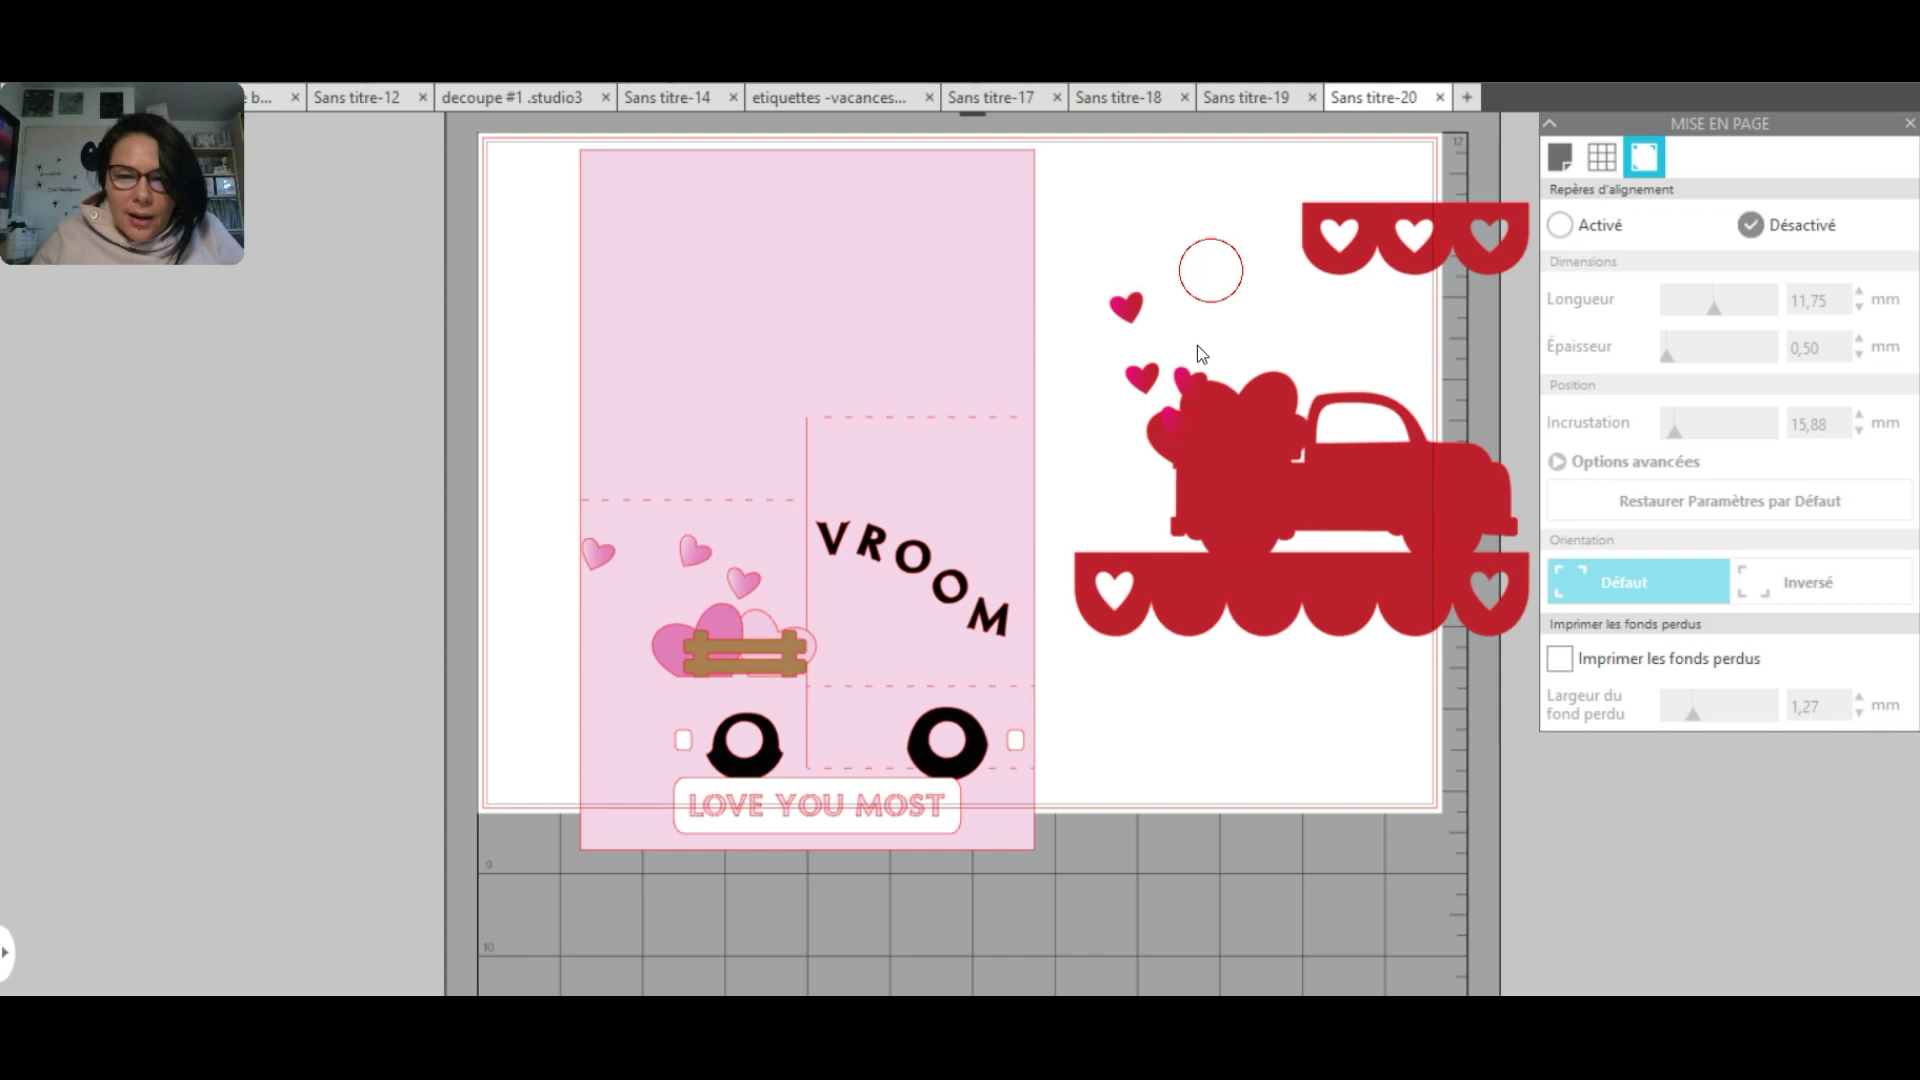 e b...
Sans titre-12
decoupe #1 .studio3
Sans titre-14
etiquettes -vacances...
Sans titre-17
Sans titre-18
Sans titre-19
Sans titre-20
MISE EN PAGE
Repères d'alignement
Activé
Désactivé
Dimensions
Longueur 11,75 mm
Épaisseur 0,50 mm
Position
Incrustation 15,88 mm
Options avancées
Restaurer Paramètres par Défaut
Orientation
Défaut
Inversé
Imprimer les fonds perdus
Imprimer les fonds perdus
Largeur du
fond perdu 1,27 mm
12
VROOM
LOVE YOU MOST
9
10